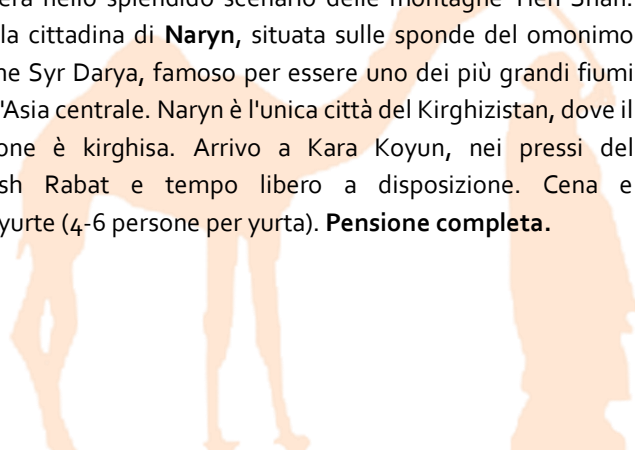 nello splendido scenario delle montagne Tien Shan.
la cittadina di Naryn, situata sulle sponde del omonimo
Syr Darya, famoso per essere uno dei più grandi fiumi
l'Asia centrale. Naryn è l'unica città del Kirghizistan, dove il
one è kirghisa. Arrivo a Kara Koyun, nei pressi del
sh Rabat e tempo libero a disposizione. Cena e
yurte (4-6 persone per yurta). Pensione completa.